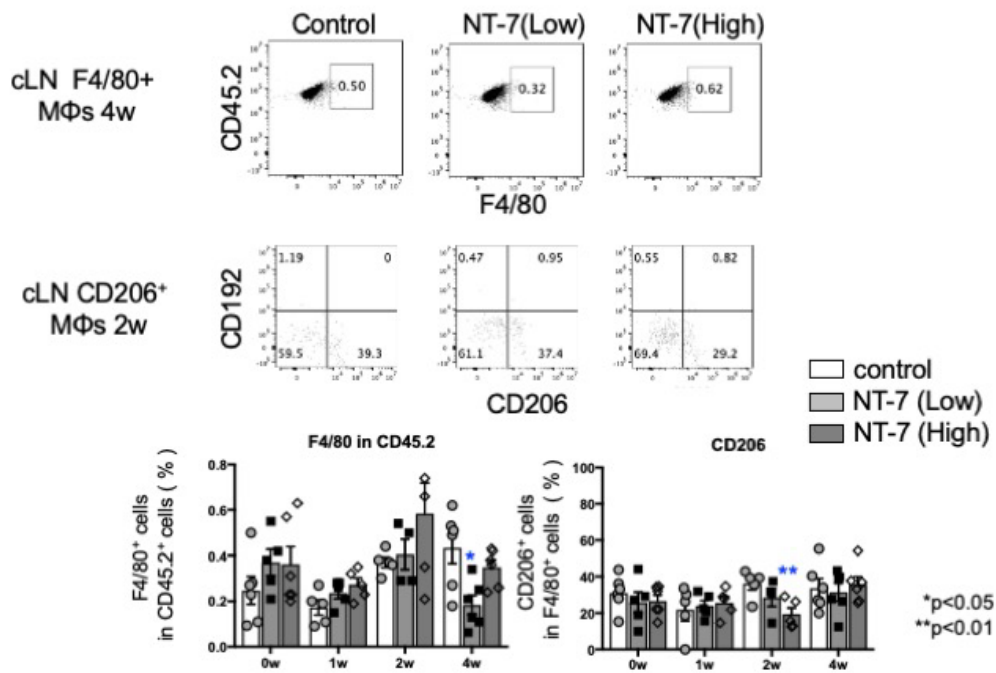 Control NT-7(Low) NT-7(High)
cLN F4/80+
MΦs 4w
CD45.2
0.50
0.32
0.62
F4/80
cLN CD206⁺
MΦs 2w
CD192
1.19 0
59.5 39.3
0.47 0.95
61.1 37.4
0.55 0.82
69.4 29.2
CD206
control
NT-7 (Low)
NT-7 (High)
F4/80 in CD45.2
F4/80⁺ cells
in CD45.2⁺ cells ( % )
0.8
0.6
0.4
0.2
0.0
*
0w 1w 2w 4w
CD206
CD206⁺ cells
in F4/80⁺ cells ( % )
100
80
60
40
20
0
**
0w 1w 2w 4w
*p<0.05
**p<0.01